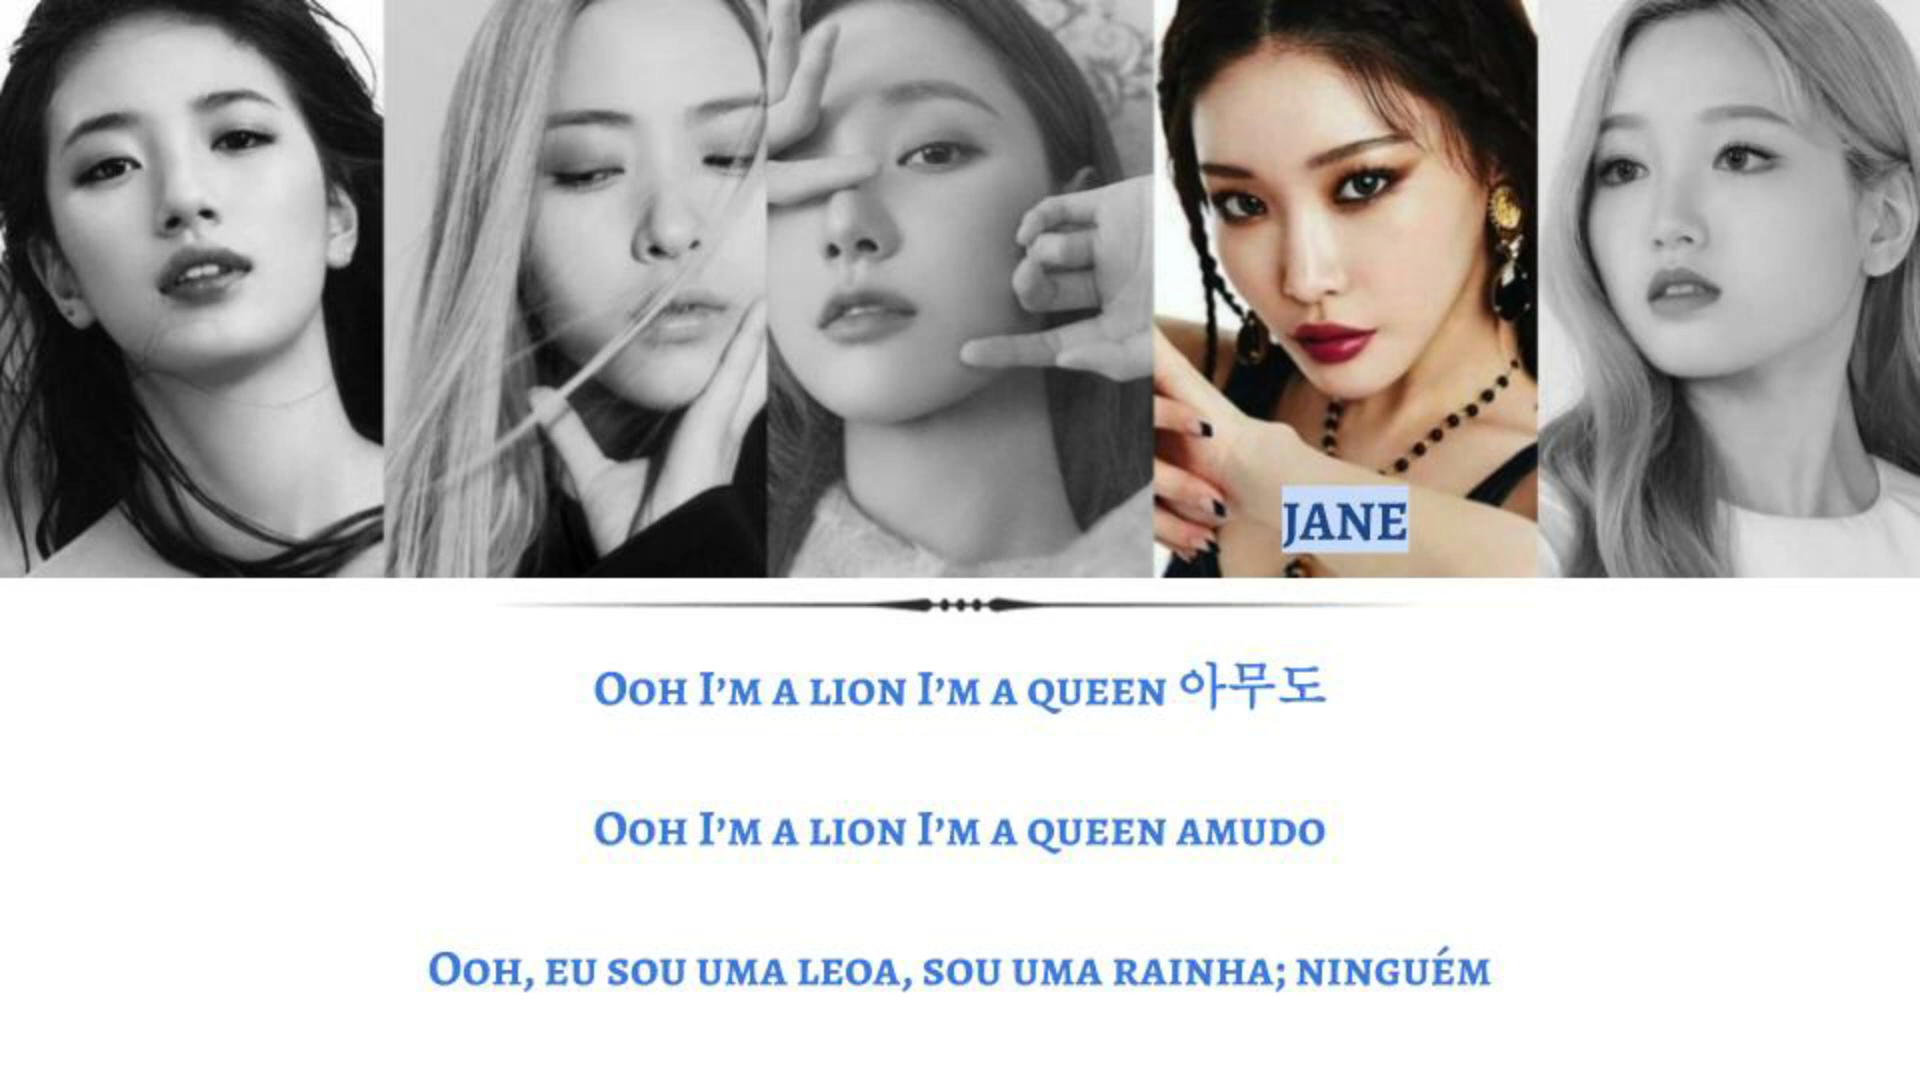 JANE
Ooh I'm a lion I'm a queen 아무도
Ooh I'm a lion I'm a queen amudo
Ooh, eu sou uma leoa, sou uma rainha; ninguém